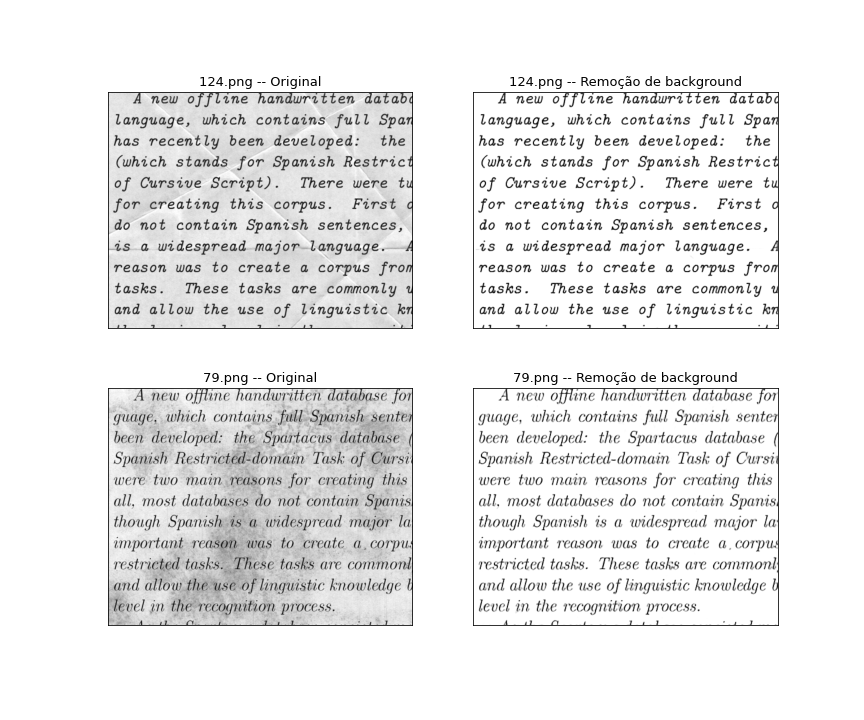 124.png -- Original
A new offline handwritten datab
language, which contains full Span
has recently been developed: the
(which stands for Spanish Restrict
of Cursive Script). There were tw
for creating this corpus. First o
do not contain Spanish sentences,
is a widespread major language. A
reason was to create a corpus from
tasks. These tasks are commonly u
and allow the use of linguistic kn
124.png -- Remoção de background
A new offline handwritten datab
language, which contains full Span
has recently been developed: the
(which stands for Spanish Restrict
of Cursive Script). There were tw
for creating this corpus. First o
do not contain Spanish sentences,
is a widespread major language. A
reason was to create a corpus from
tasks. These tasks are commonly u
and allow the use of linguistic kn
79.png -- Original
A new offline handwritten database for
guage, which contains full Spanish senten
been developed: the Spartacus database (
Spanish Restricted-domain Task of Cursi
were two main reasons for creating this
all, most databases do not contain Spanis
though Spanish is a widespread major la
important reason was to create a corpus
restricted tasks. These tasks are commonl
and allow the use of linguistic knowledge b
level in the recognition process.
79.png -- Remoção de background
A new offline handwritten database for
guage, which contains full Spanish senten
been developed: the Spartacus database (
Spanish Restricted-domain Task of Cursi
were two main reasons for creating this
all, most databases do not contain Spanis
though Spanish is a widespread major la
important reason was to create a corpus
restricted tasks. These tasks are commonl
and allow the use of linguistic knowledge b
level in the recognition process.